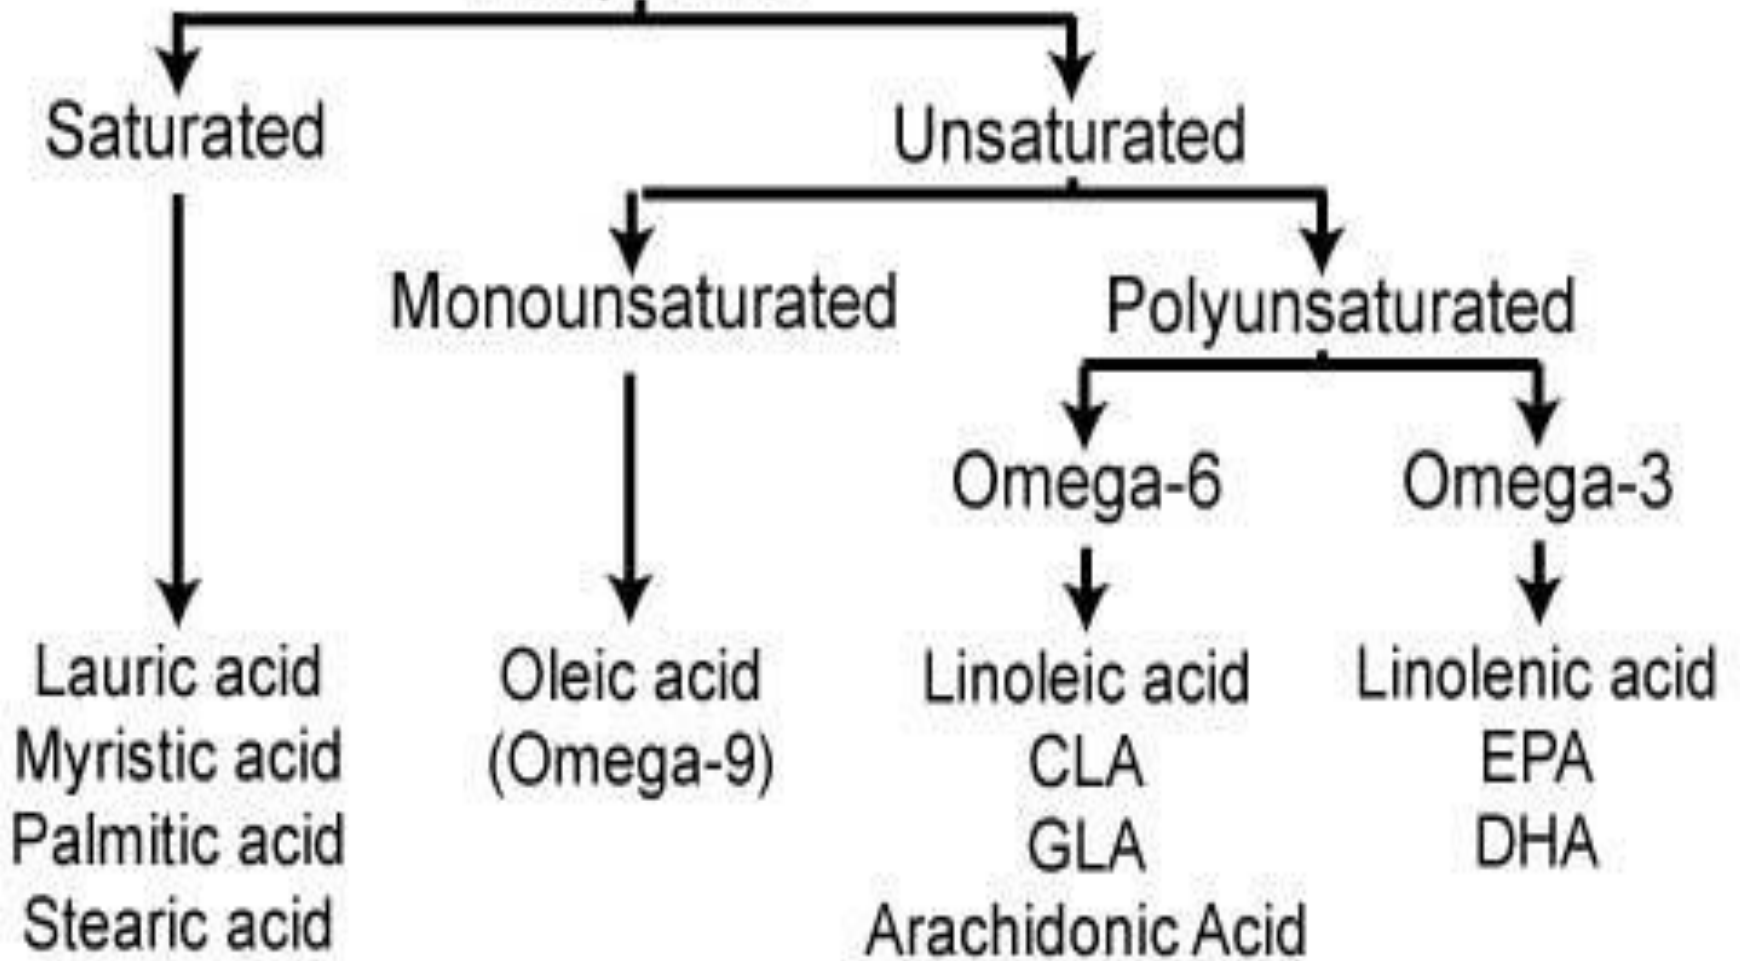 Saturated
Unsaturated
Monounsaturated
Polyunsaturated
Omega-6
Omega-3
Lauric acid
Myristic acid
Palmitic acid
Stearic acid
Oleic acid
(Omega-9)
Linoleic acid
CLA
GLA
Arachidonic Acid
Linolenic acid
EPA
DHA